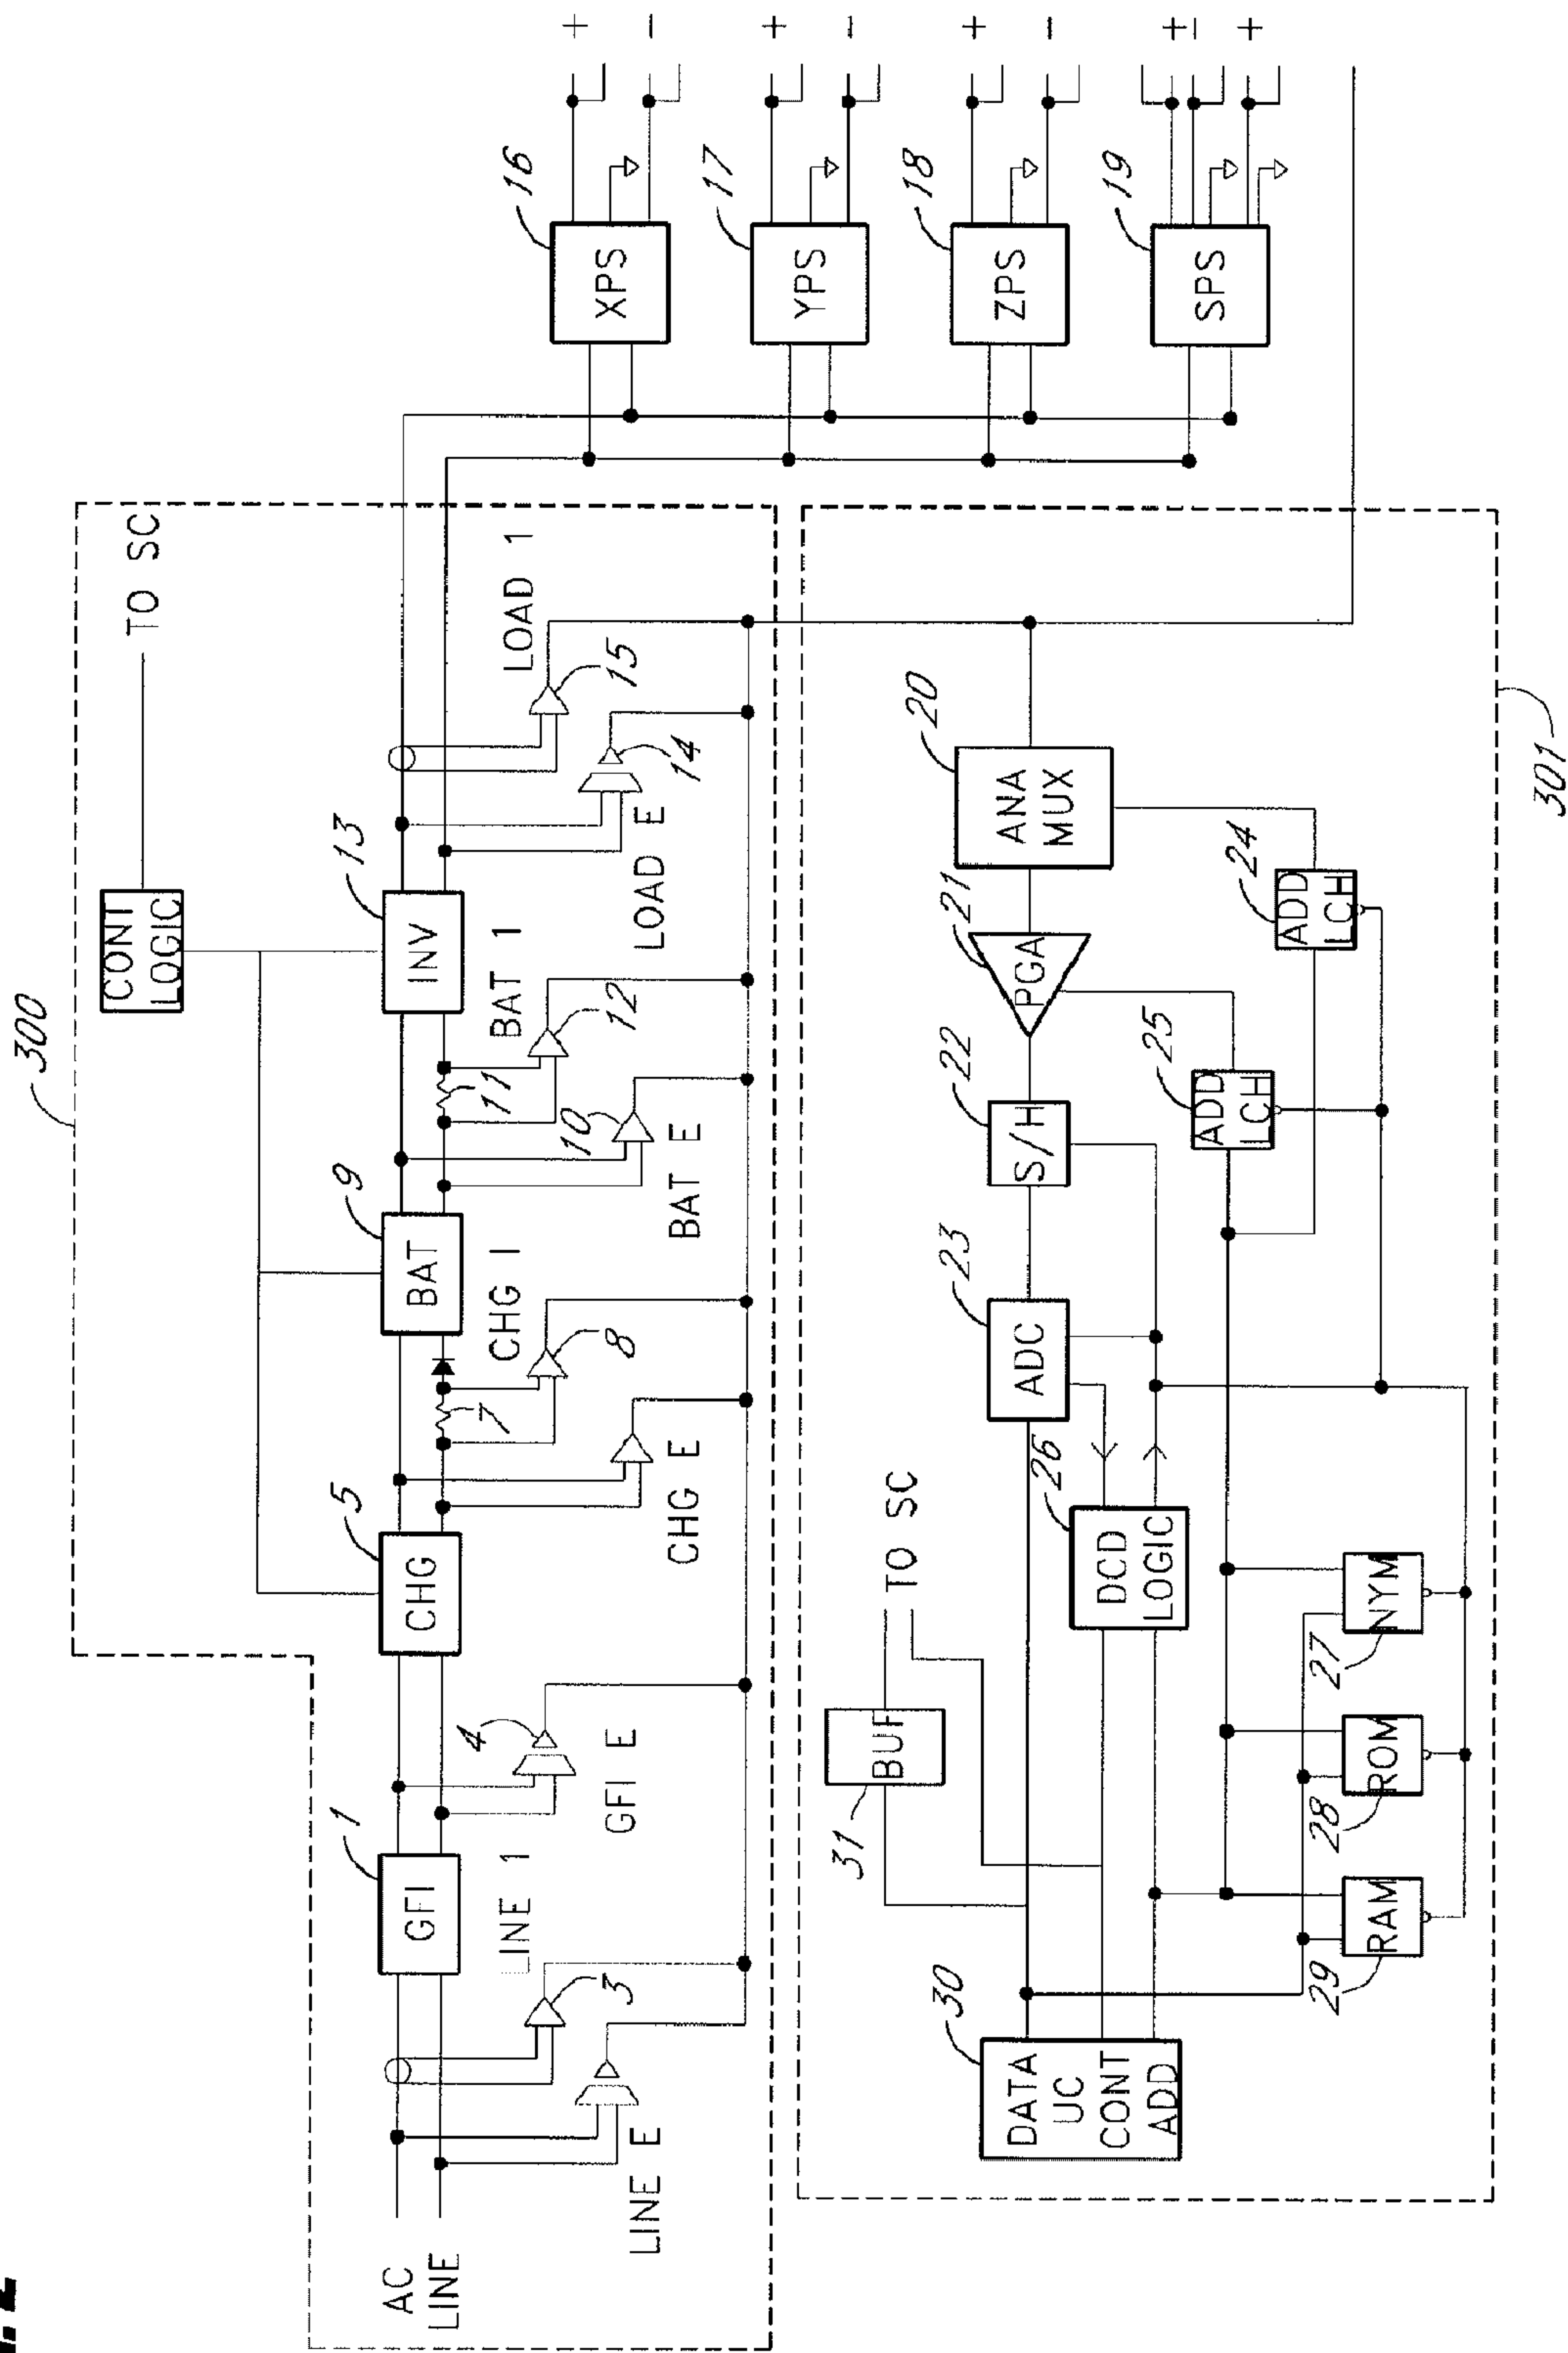 300
CONT
LOGIC
TO SC
AC
LINE
1
GFI
5
CHG
9
BAT
13
INV
3
LINE 1
LINE E
4
GFI E
7
8
CHG I
CHG E
11
12
BAT 1
10
BAT E
15
LOAD 1
14
LOAD E
16
XPS
+
−
17
YPS
+
−
18
ZPS
+
−
19
SPS
+
−
+
301
30
DATA
UC
CONT
ADD
31
BUF
TO SC
26
DCD
LOGIC
23
ADC
22
S/H
21
PGA
20
ANA
MUX
25
ADD
LCH
24
ADD
LCH
29
RAM
28
ROM
27
NYM